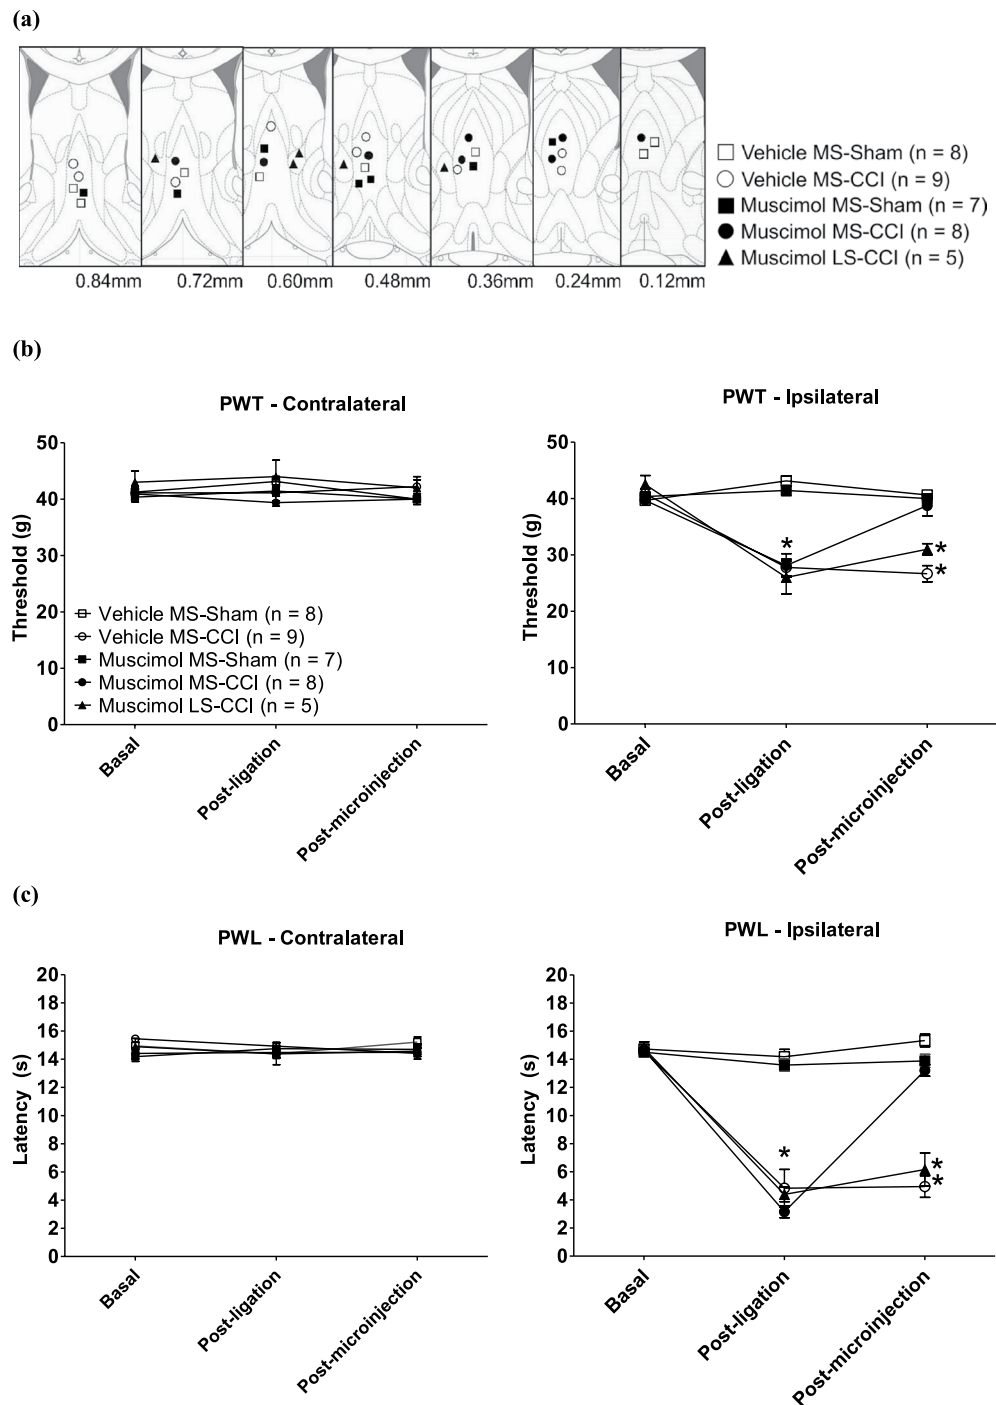 (a)
□ Vehicle MS-Sham (n = 8)
○ Vehicle MS-CCI (n = 9)
■ Muscimol MS-Sham (n = 7)
● Muscimol MS-CCI (n = 8)
▲ Muscimol LS-CCI (n = 5)
0.84mm 0.72mm 0.60mm 0.48mm 0.36mm 0.24mm 0.12mm
(b)
PWT - Contralateral
50
40
30
20
10
0
Threshold (g)
Vehicle MS-Sham (n = 8)
Vehicle MS-CCI (n = 9)
Muscimol MS-Sham (n = 7)
Muscimol MS-CCI (n = 8)
Muscimol LS-CCI (n = 5)
Basal
Post-ligation
Post-microinjection
PWT - Ipsilateral
50
40
30
20
10
0
Threshold (g)
*
*
*
Basal
Post-ligation
Post-microinjection
(c)
PWL - Contralateral
20
18
16
14
12
10
8
6
4
2
0
Latency (s)
Basal
Post-ligation
Post-microinjection
PWL - Ipsilateral
20
18
16
14
12
10
8
6
4
2
0
Latency (s)
*
*
*
Basal
Post-ligation
Post-microinjection